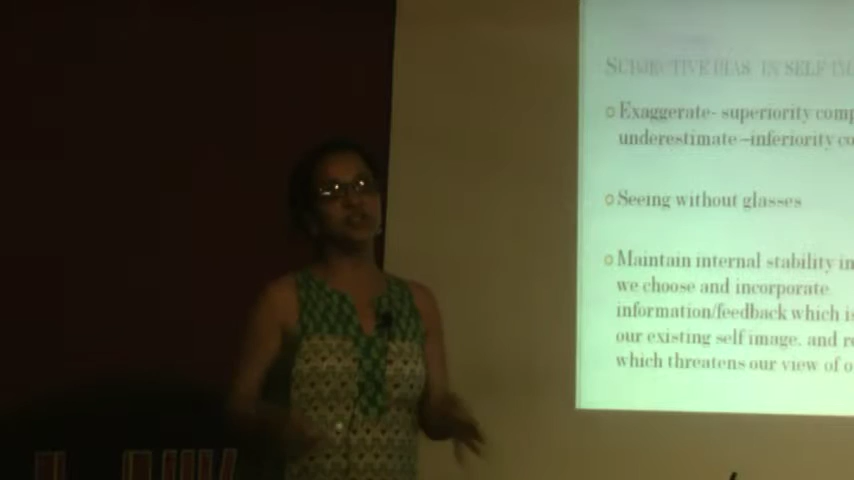 SUBJECTIVE BIAS IN SELF
Exaggerate- superiority
underestimate –inferiority
Seeing without glasses
Maintain internal stability
we choose and incorporate
information/feedback which
our existing self image, and
which threatens our view of